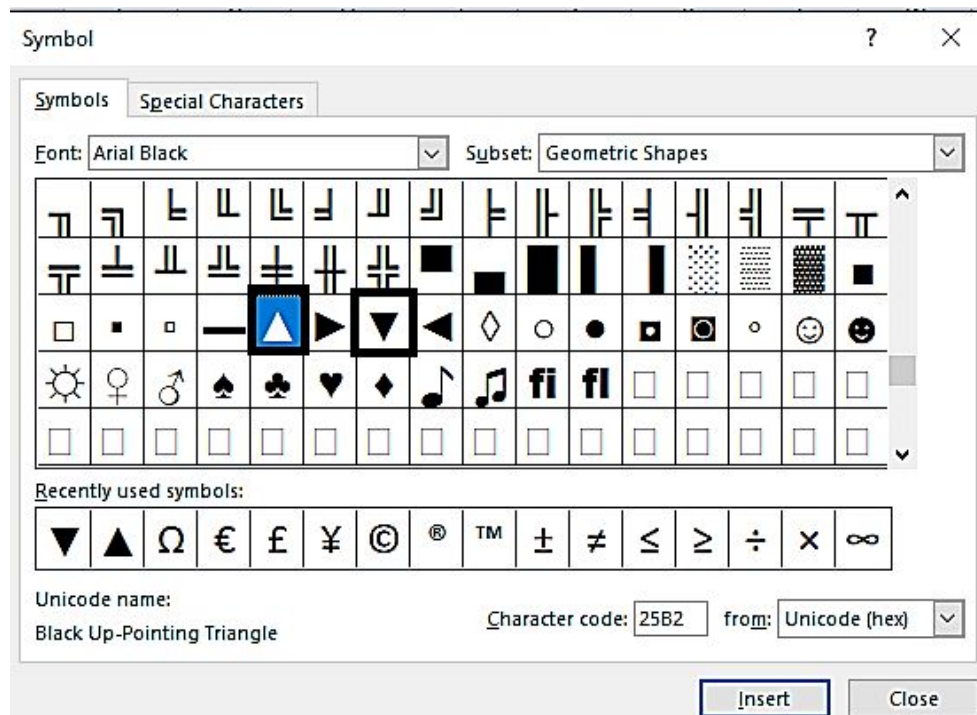 Symbol ? ×
Symbols Special Characters
Font: Arial Black Subset: Geometric Shapes
╖ ╗ ╘ ╙ ╚ ╛ ╜ ╝ ╞ ╟ ╠ ╡ ╢ ╣ ╤ ╥
╦ ╧ ╨ ╩ ╪ ╫ ╬ ▀ ▄ █ ▌ ▐ ░ ▒ ▓ ■
□ ▪ ▫ ▬ ▲ ► ▼ ◄ ◊ ○ ● ◘ ◙ ◦ ☺ ☻
☼ ♀ ♂ ♠ ♣ ♥ ♦ ♪ ♫ fi fl
Recently used symbols:
▼ ▲ Ω € £ ¥ © ® ™ ± ≠ ≤ ≥ ÷ × ∞
Unicode name:
Black Up-Pointing Triangle
Character code: 25B2 from: Unicode (hex)
Insert Close